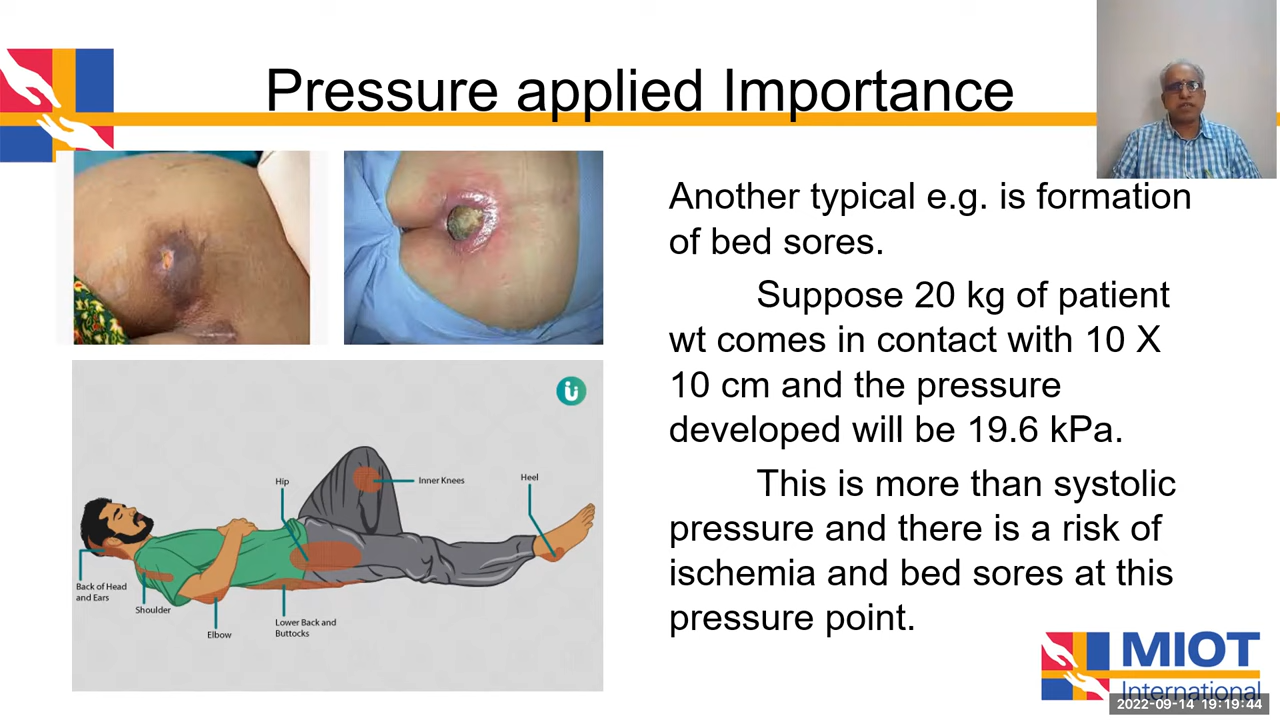 Pressure applied Importance
Another typical e.g. is formation
of bed sores.
Suppose 20 kg of patient
wt comes in contact with 10 X
10 cm and the pressure
developed will be 19.6 kPa.
This is more than systolic
pressure and there is a risk of
ischemia and bed sores at this
pressure point.
Hip
Inner Knees
Heel
Back of Head
and Ears
Shoulder
Elbow
Lower Back and
Buttocks
MIOT
International
2022-09-14 19:19:44